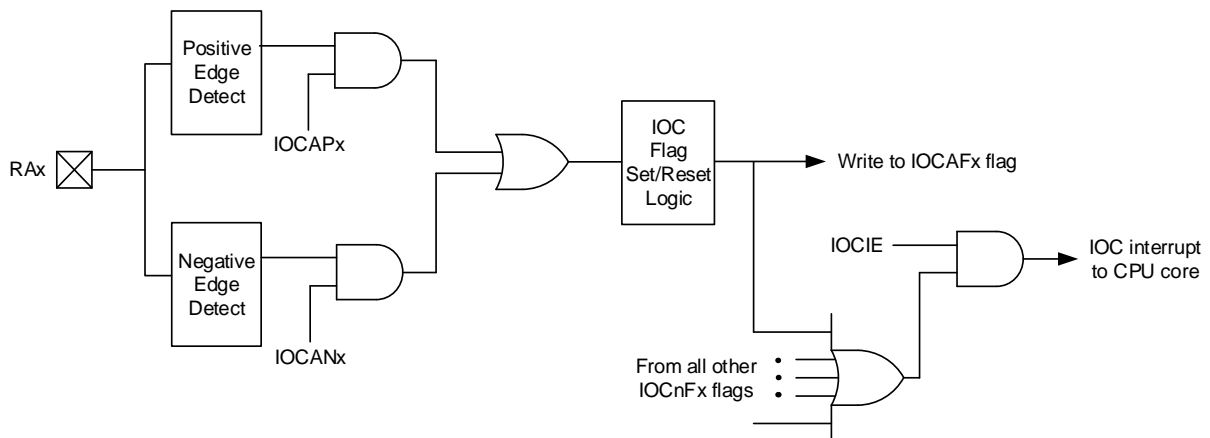 Positive
Edge
Detect
IOCAPx
RAx
IOC
Flag
Set/Reset
Logic
Write to IOCAFx flag
Negative
Edge
Detect
IOCANx
IOCIE
IOC interrupt
to CPU core
From all other
IOCnFx flags